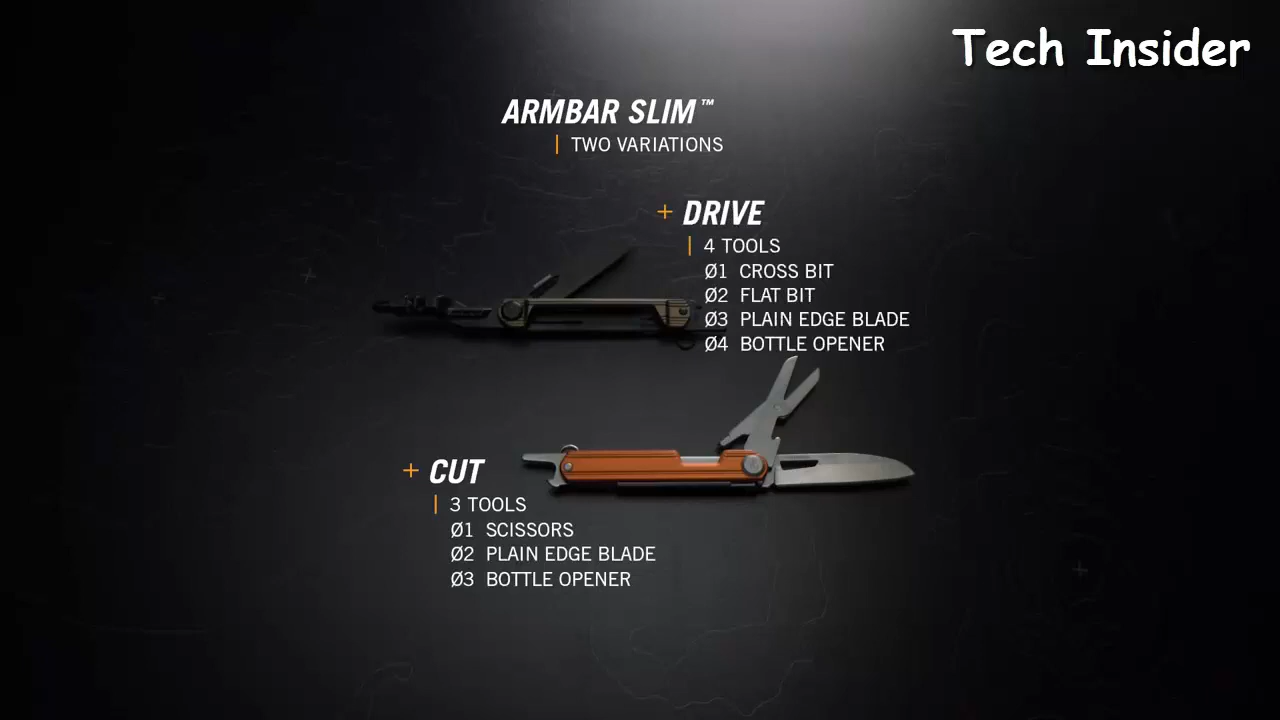 Tech Insider
ARMBAR SLIM™
TWO VARIATIONS
+ DRIVE
4 TOOLS
Ø1 CROSS BIT
Ø2 FLAT BIT
Ø3 PLAIN EDGE BLADE
Ø4 BOTTLE OPENER
+ CUT
3 TOOLS
Ø1 SCISSORS
Ø2 PLAIN EDGE BLADE
Ø3 BOTTLE OPENER